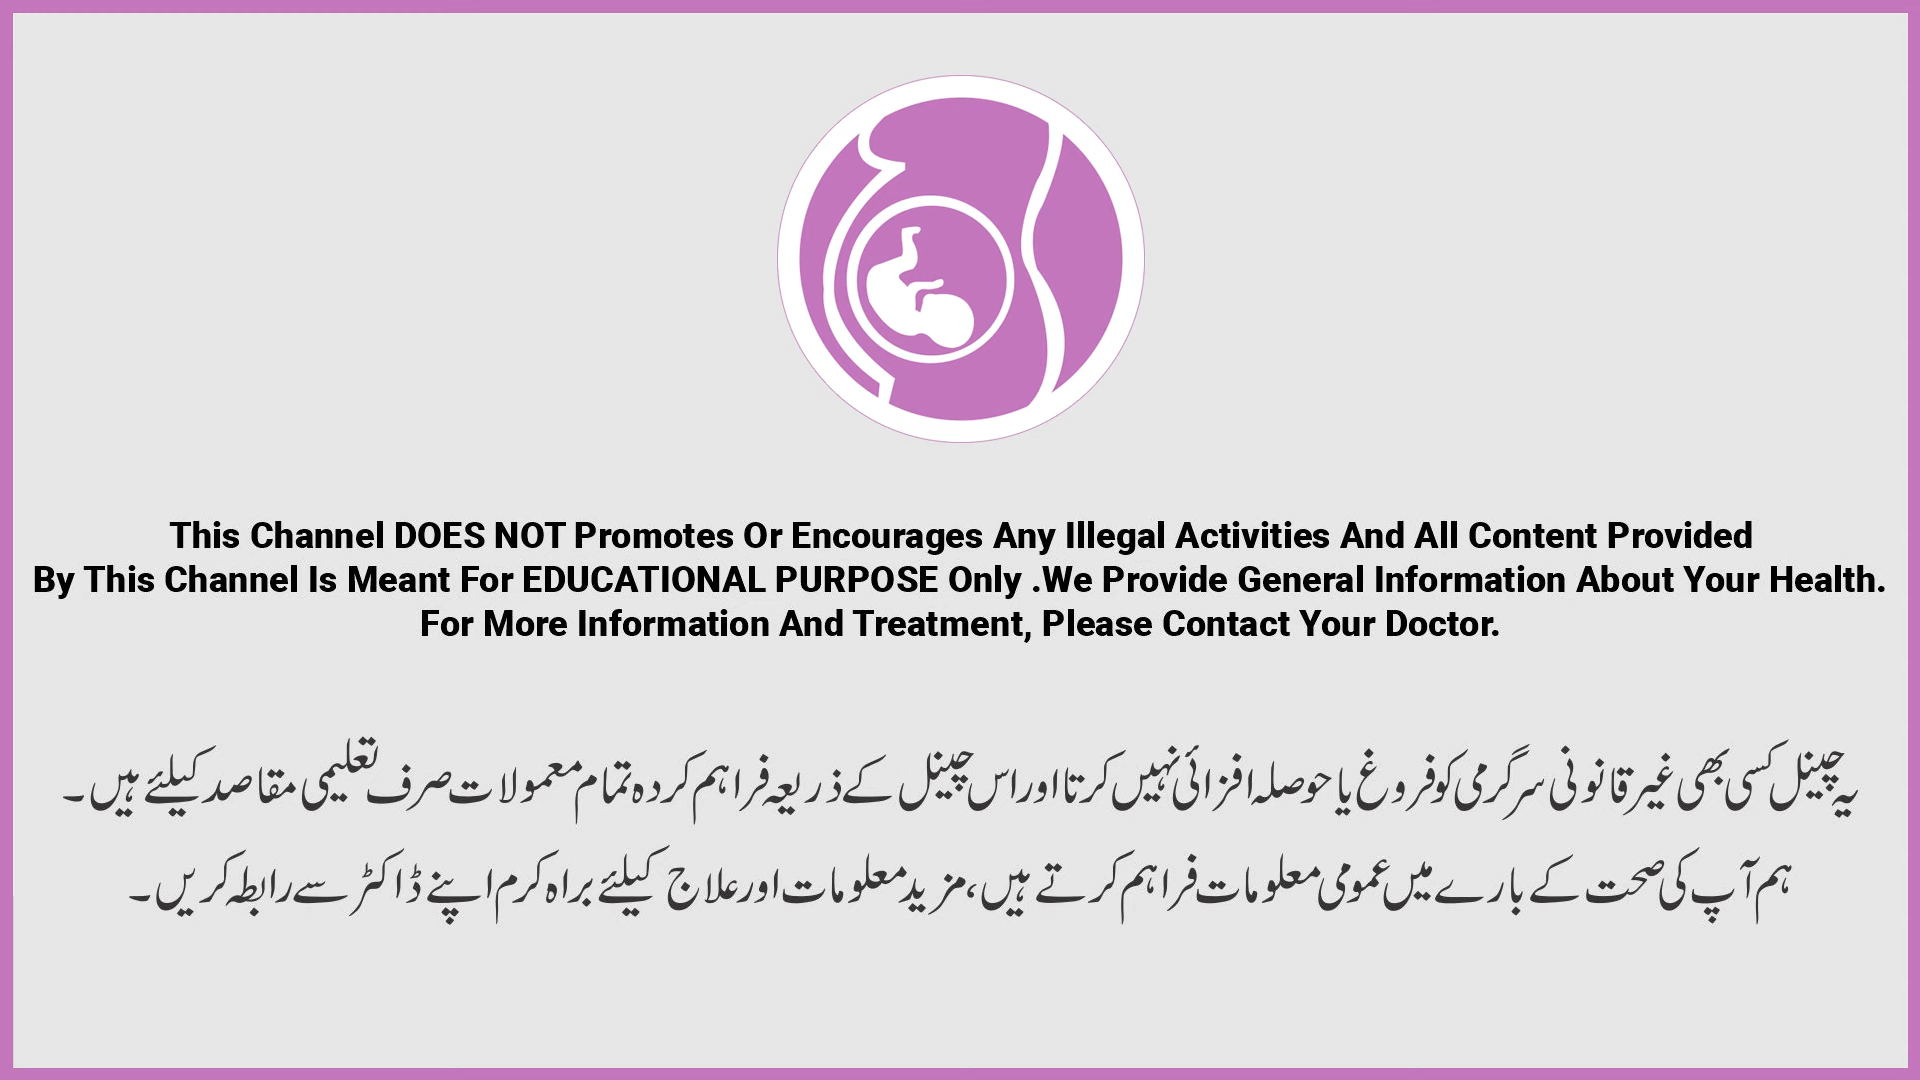 This Channel DOES NOT Promotes Or Encourages Any Illegal Activities And All Content Provided
By This Channel Is Meant For EDUCATIONAL PURPOSE Only .We Provide General Information About Your Health.
For More Information And Treatment, Please Contact Your Doctor.
یہ چینل کسی بھی غیر قانونی سرگرمی کو فروغ یا حوصلہ افزائی نہیں کرتا اور اس چینل کے ذریعہ فراہم کردہ تمام معمولات صرف تعلیمی مقاصد کیلئے ہیں۔
ہم آپ کی صحت کے بارے میں عمومی معلومات فراہم کرتے ہیں، مزید معلومات اور علاج کیلئے براہ کرم اپنے ڈاکٹر سے رابطہ کریں۔